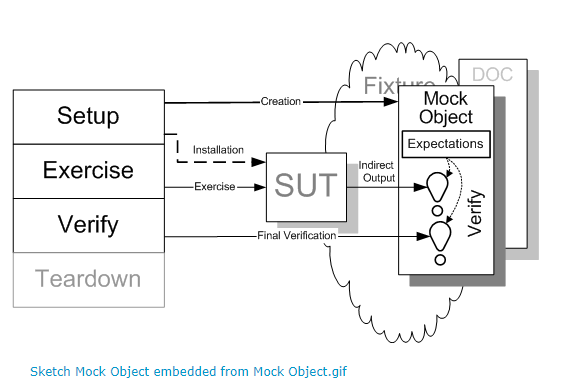 Setup
Exercise
Verify
Teardown
Creation
Installation
Exercise
Final Verification
SUT
Indirect
Output
Fixture
DOC
Mock
Object
Expectations
Verify
Sketch Mock Object embedded from Mock Object.gif